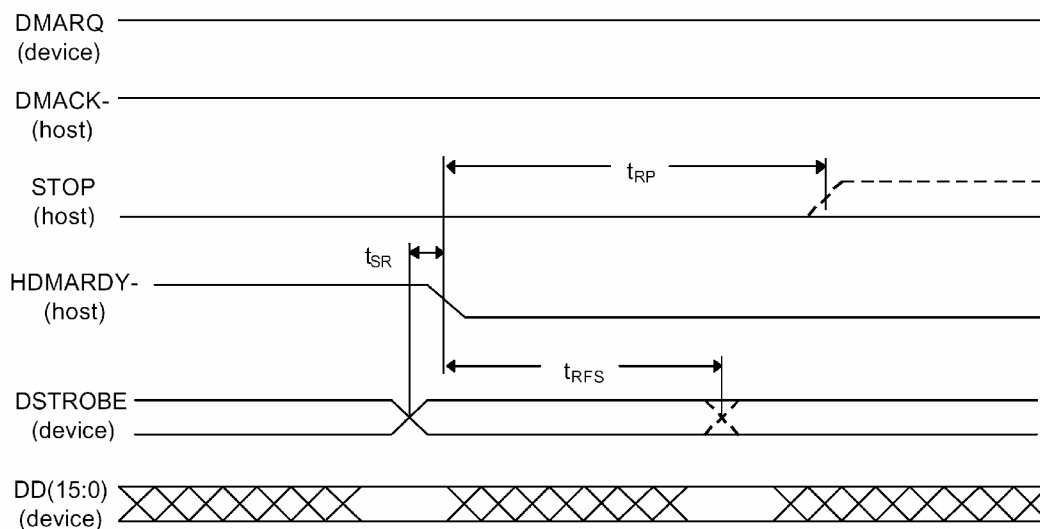 DMARQ
(device)
DMACK-
(host)
STOP
(host)
tRP
tSR
HDMARDY-
(host)
tRFS
DSTROBE
(device)
DD(15:0)
(device)